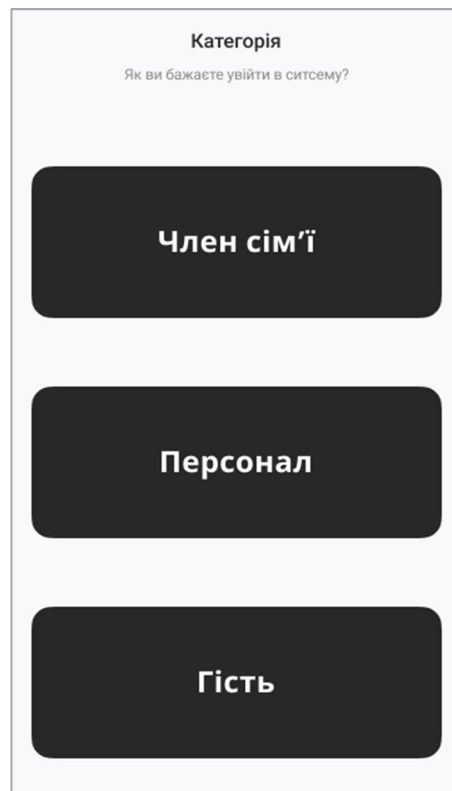 Категорія
Як ви бажаєте увійти в ситсему?
Член сім’ї
Персонал
Гість